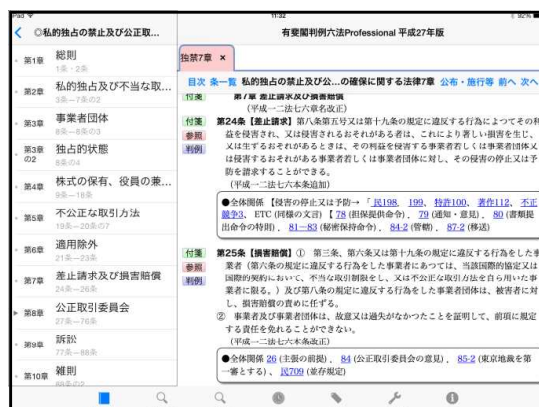 iPad
11:32
92%
◎私的独占の禁止及び公正取...
有斐閣判例六法Professional 平成27年版
独禁7章 ×
目次 条一覧 私的独占の禁止及び公...の確保に関する法律7章 公布・施行等 前へ 次へ
第1章 総則
1条・2条
第2章 私的独占及び不当な取...
3条―7条の2
第3章 事業者団体
8条―8条の3
第3章の2 独占的状態
8条の4
第4章 株式の保有、役員の兼...
9条―18条
第5章 不公正な取引方法
19条―20条の7
第6章 適用除外
21条―23条
第7章 差止請求及び損害賠償
24条―26条
第8章 公正取引委員会
27条―76条
第9章 訴訟
77条―88条
第10章 雑則
付箋 第7章 差止請求及び損害賠償
(平成一二法七六章名改正)
付箋 第24条【差止請求】第八条第五号又は第十九条の規定に違反する行為によつてその利
参照 益を侵害され、又は侵害されるおそれがある者は、これにより著しい損害を生じ、
判例 又は生ずるおそれがあるときは、その利益を侵害する事業者若しくは事業者団体又
は侵害するおそれがある事業者若しくは事業者団体に対し、その侵害の停止又は予
防を請求することができる。
(平成一二法七六本条追加)
●全体関係【侵害の停止又は予防→「民198、199、特許100、著作112、不正
競争3、ETC (同様の文言)【78 (担保提供命令)、79 (通知・意見)、80 (書類提
出命令の特則)、81―83 (秘密保持命令)、84-2 (管轄)、87-2 (移送)
付箋 第25条【損害賠償】① 第三条、第六条又は第十九条の規定に違反する行為をした事
参照 業者(第六条の規定に違反する行為をした事業者にあつては、当該国際的協定又は
判例 国際的契約において、不当な取引制限をし、又は不公正な取引方法を自ら用いた事
業者に限る。)及び第八条の規定に違反する行為をした事業者団体は、被害者に対
し、損害賠償の責めに任ずる。
② 事業者及び事業者団体は、故意又は過失がなかつたことを証明して、前項に規定
する責任を免れることができない。
(平成一二法七六本条改正)
●全体関係 26 (主張の前提)、84 (公正取引委員会の意見)、85-2 (東京地裁を第
一審とする)、民709 (並存規定)